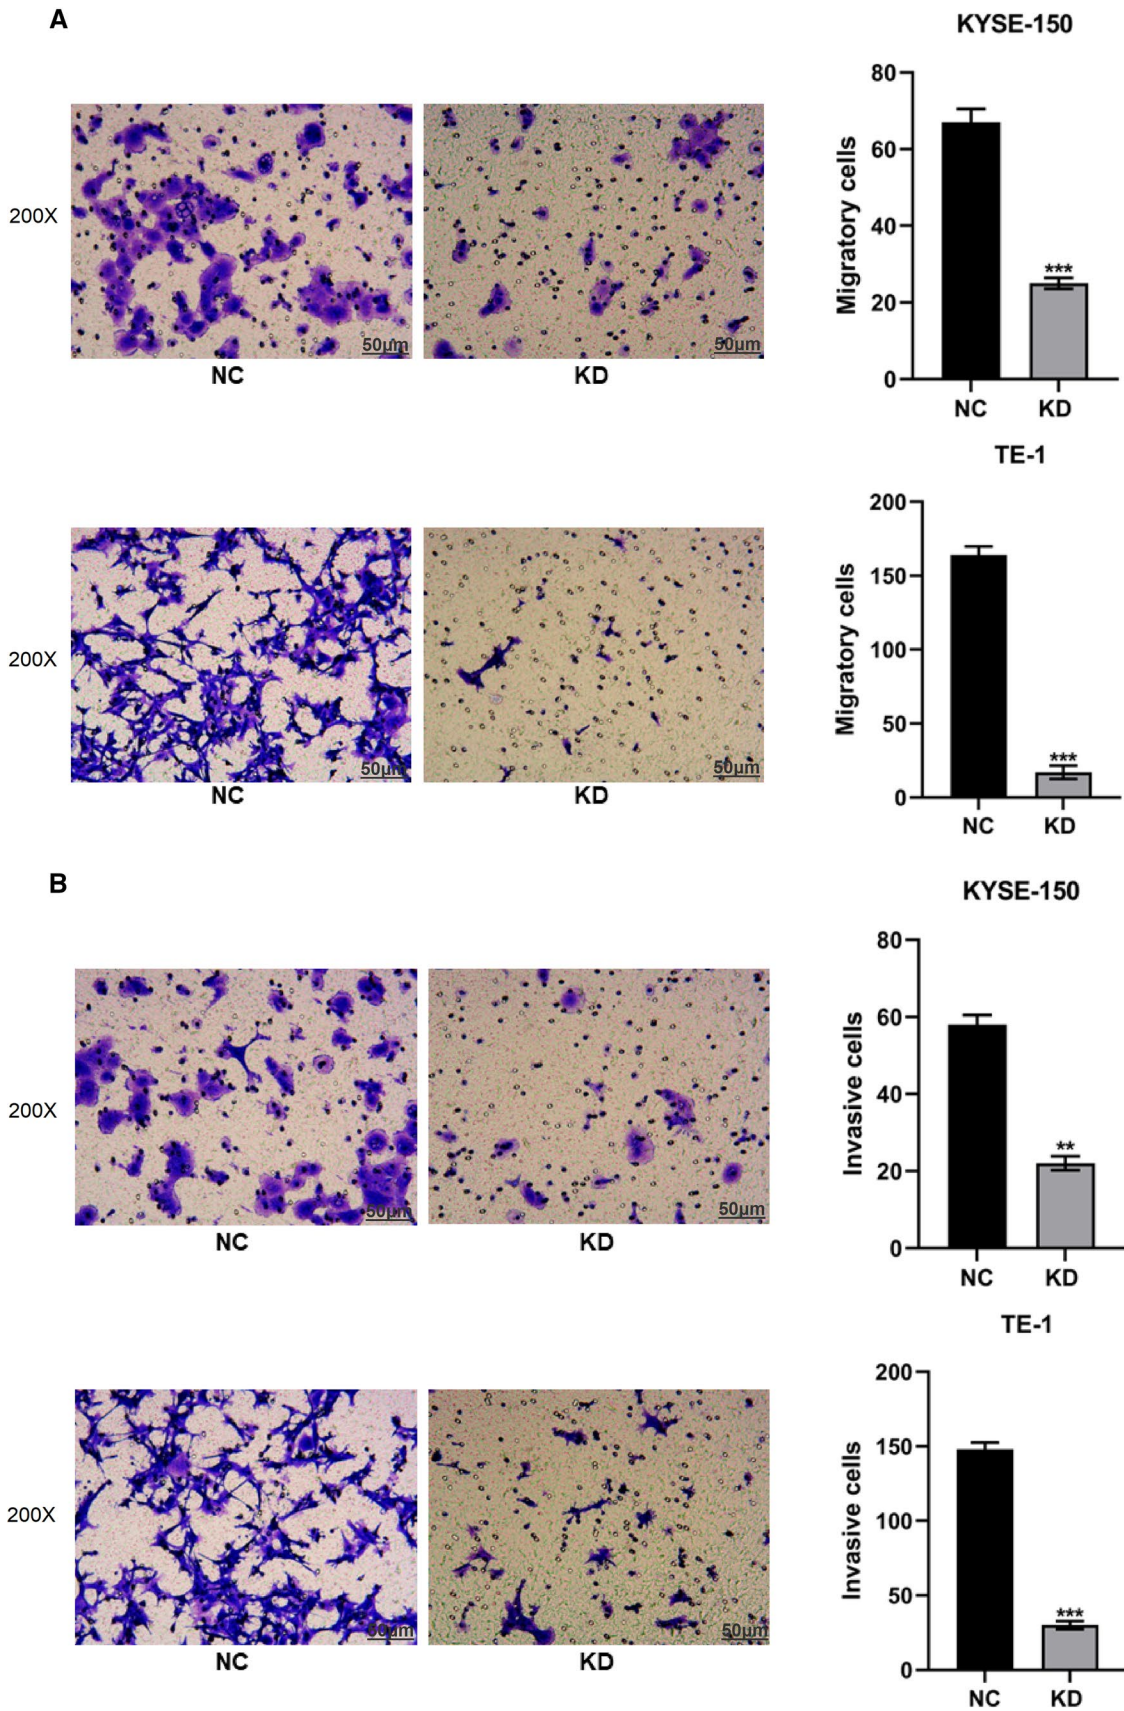 A
KYSE-150
80
60
40
20
0
Migratory cells
***
NC
KD
200X
50μm
NC
50μm
KD
TE-1
200
150
100
50
0
Migratory cells
***
NC
KD
200X
50μm
NC
50μm
KD
B
KYSE-150
80
60
40
20
0
Invasive cells
**
NC
KD
200X
50μm
NC
50μm
KD
TE-1
200
150
100
50
0
Invasive cells
***
NC
KD
200X
50μm
NC
50μm
KD